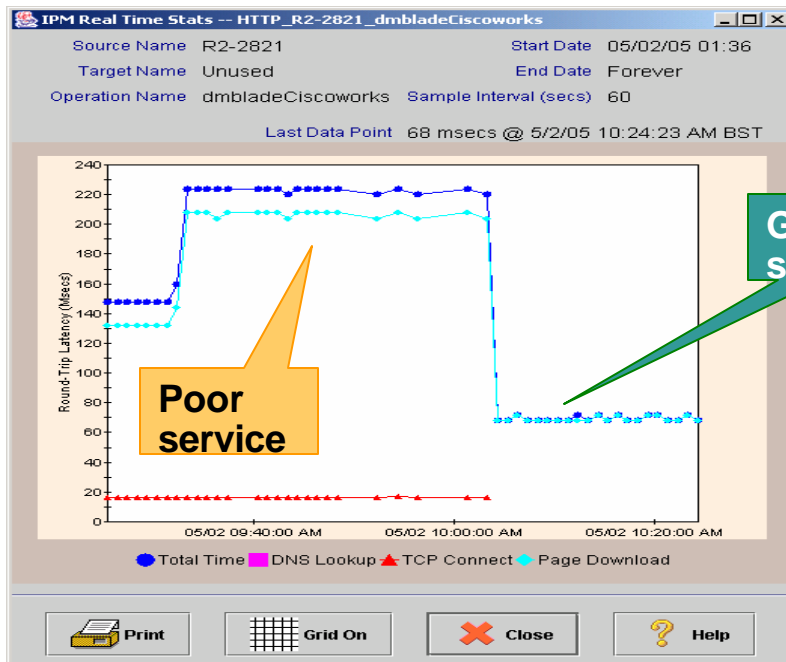 IPM Real Time Stats -- HTTP_R2-2821_dmbladeCiscoworks
Source Name R2-2821 Start Date 05/02/05 01:36
Target Name Unused End Date Forever
Operation Name dmbladeCiscoworks Sample Interval (secs) 60
Last Data Point 68 msecs @ 5/2/05 10:24:23 AM BST
Round-Trip Latency (Msecs)
240
220
200
180
160
140
120
100
80
60
40
20
0
Poor
service
05/02 09:40:00 AM 05/02 10:00:00 AM 05/02 10:20:00 AM
Total Time DNS Lookup TCP Connect Page Download
Print Grid On Close Help